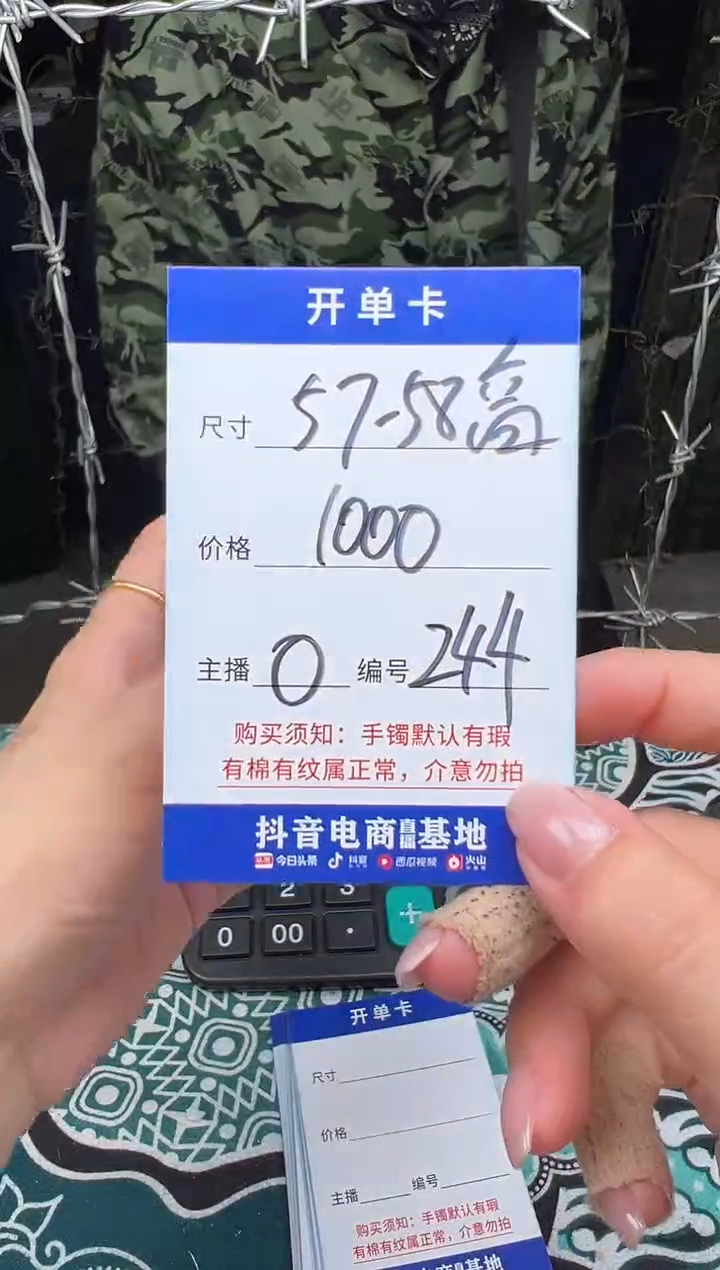 开单卡
尺寸 57-58高
价格 1000
主播 0 编号 244
购买须知：手镯默认有瑕
有棉有纹属正常，介意勿拍
抖音电商直播基地
今日头条 抖音 西瓜视频 火山
2 3
0 00 · +
开单卡
尺寸
价格
主播 编号
购买须知：手镯默认有瑕
有棉有纹属正常，介意勿拍
基地